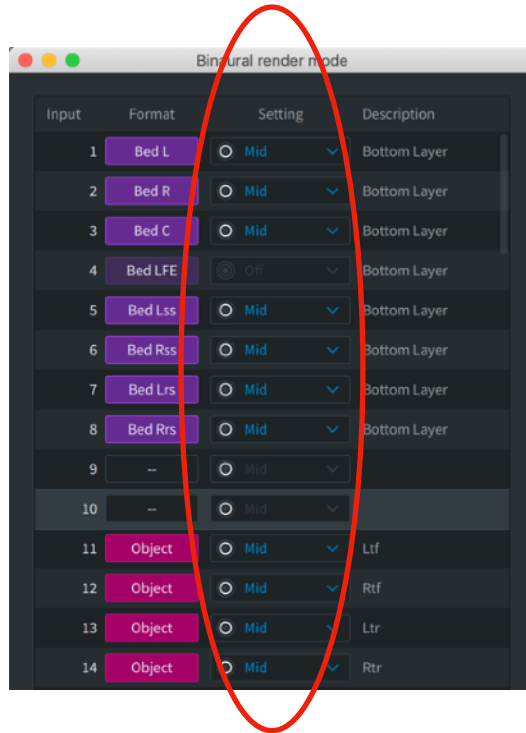 Binaural render mode
Input Format Setting Description
1 Bed L Mid Bottom Layer
2 Bed R Mid Bottom Layer
3 Bed C Mid Bottom Layer
4 Bed LFE Off Bottom Layer
5 Bed Lss Mid Bottom Layer
6 Bed Rss Mid Bottom Layer
7 Bed Lrs Mid Bottom Layer
8 Bed Rrs Mid Bottom Layer
9 -- Mid
10 -- Mid
11 Object Mid Ltf
12 Object Mid Rtf
13 Object Mid Ltr
14 Object Mid Rtr